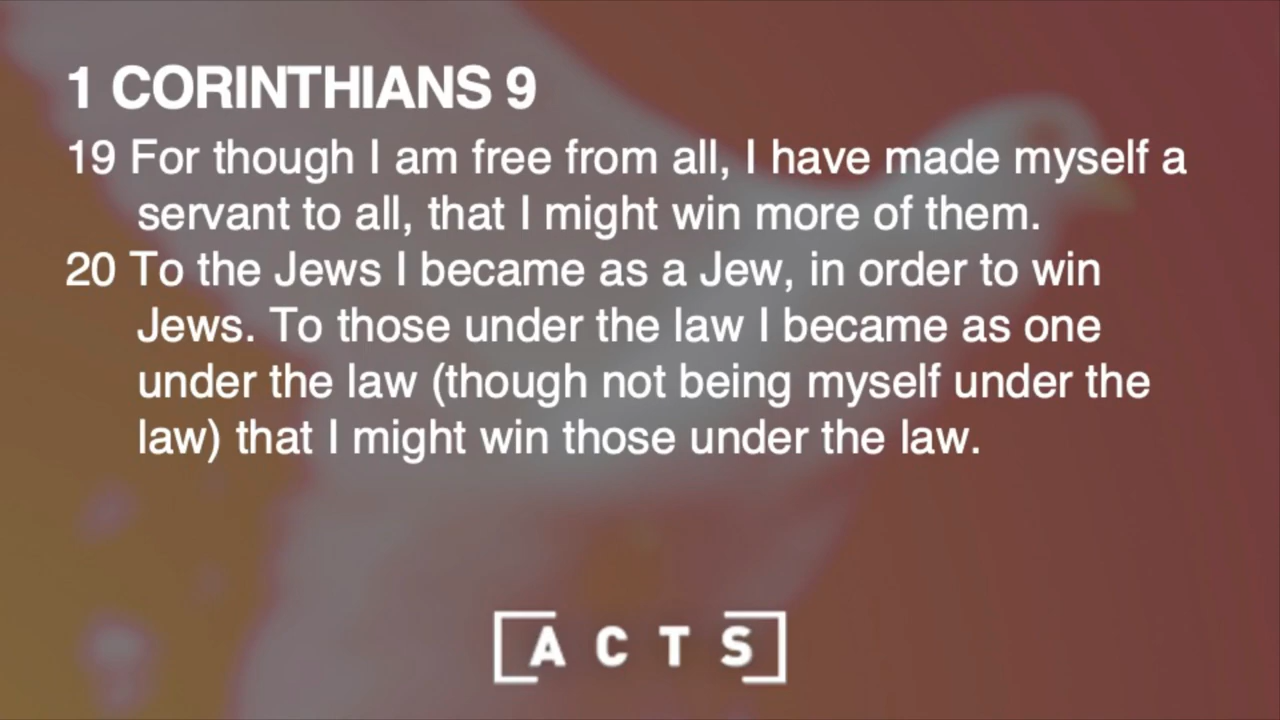 1 CORINTHIANS 9
19 For though I am free from all, I have made myself a
servant to all, that I might win more of them.
20 To the Jews I became as a Jew, in order to win
Jews. To those under the law I became as one
under the law (though not being myself under the
law) that I might win those under the law.
[ACTS]